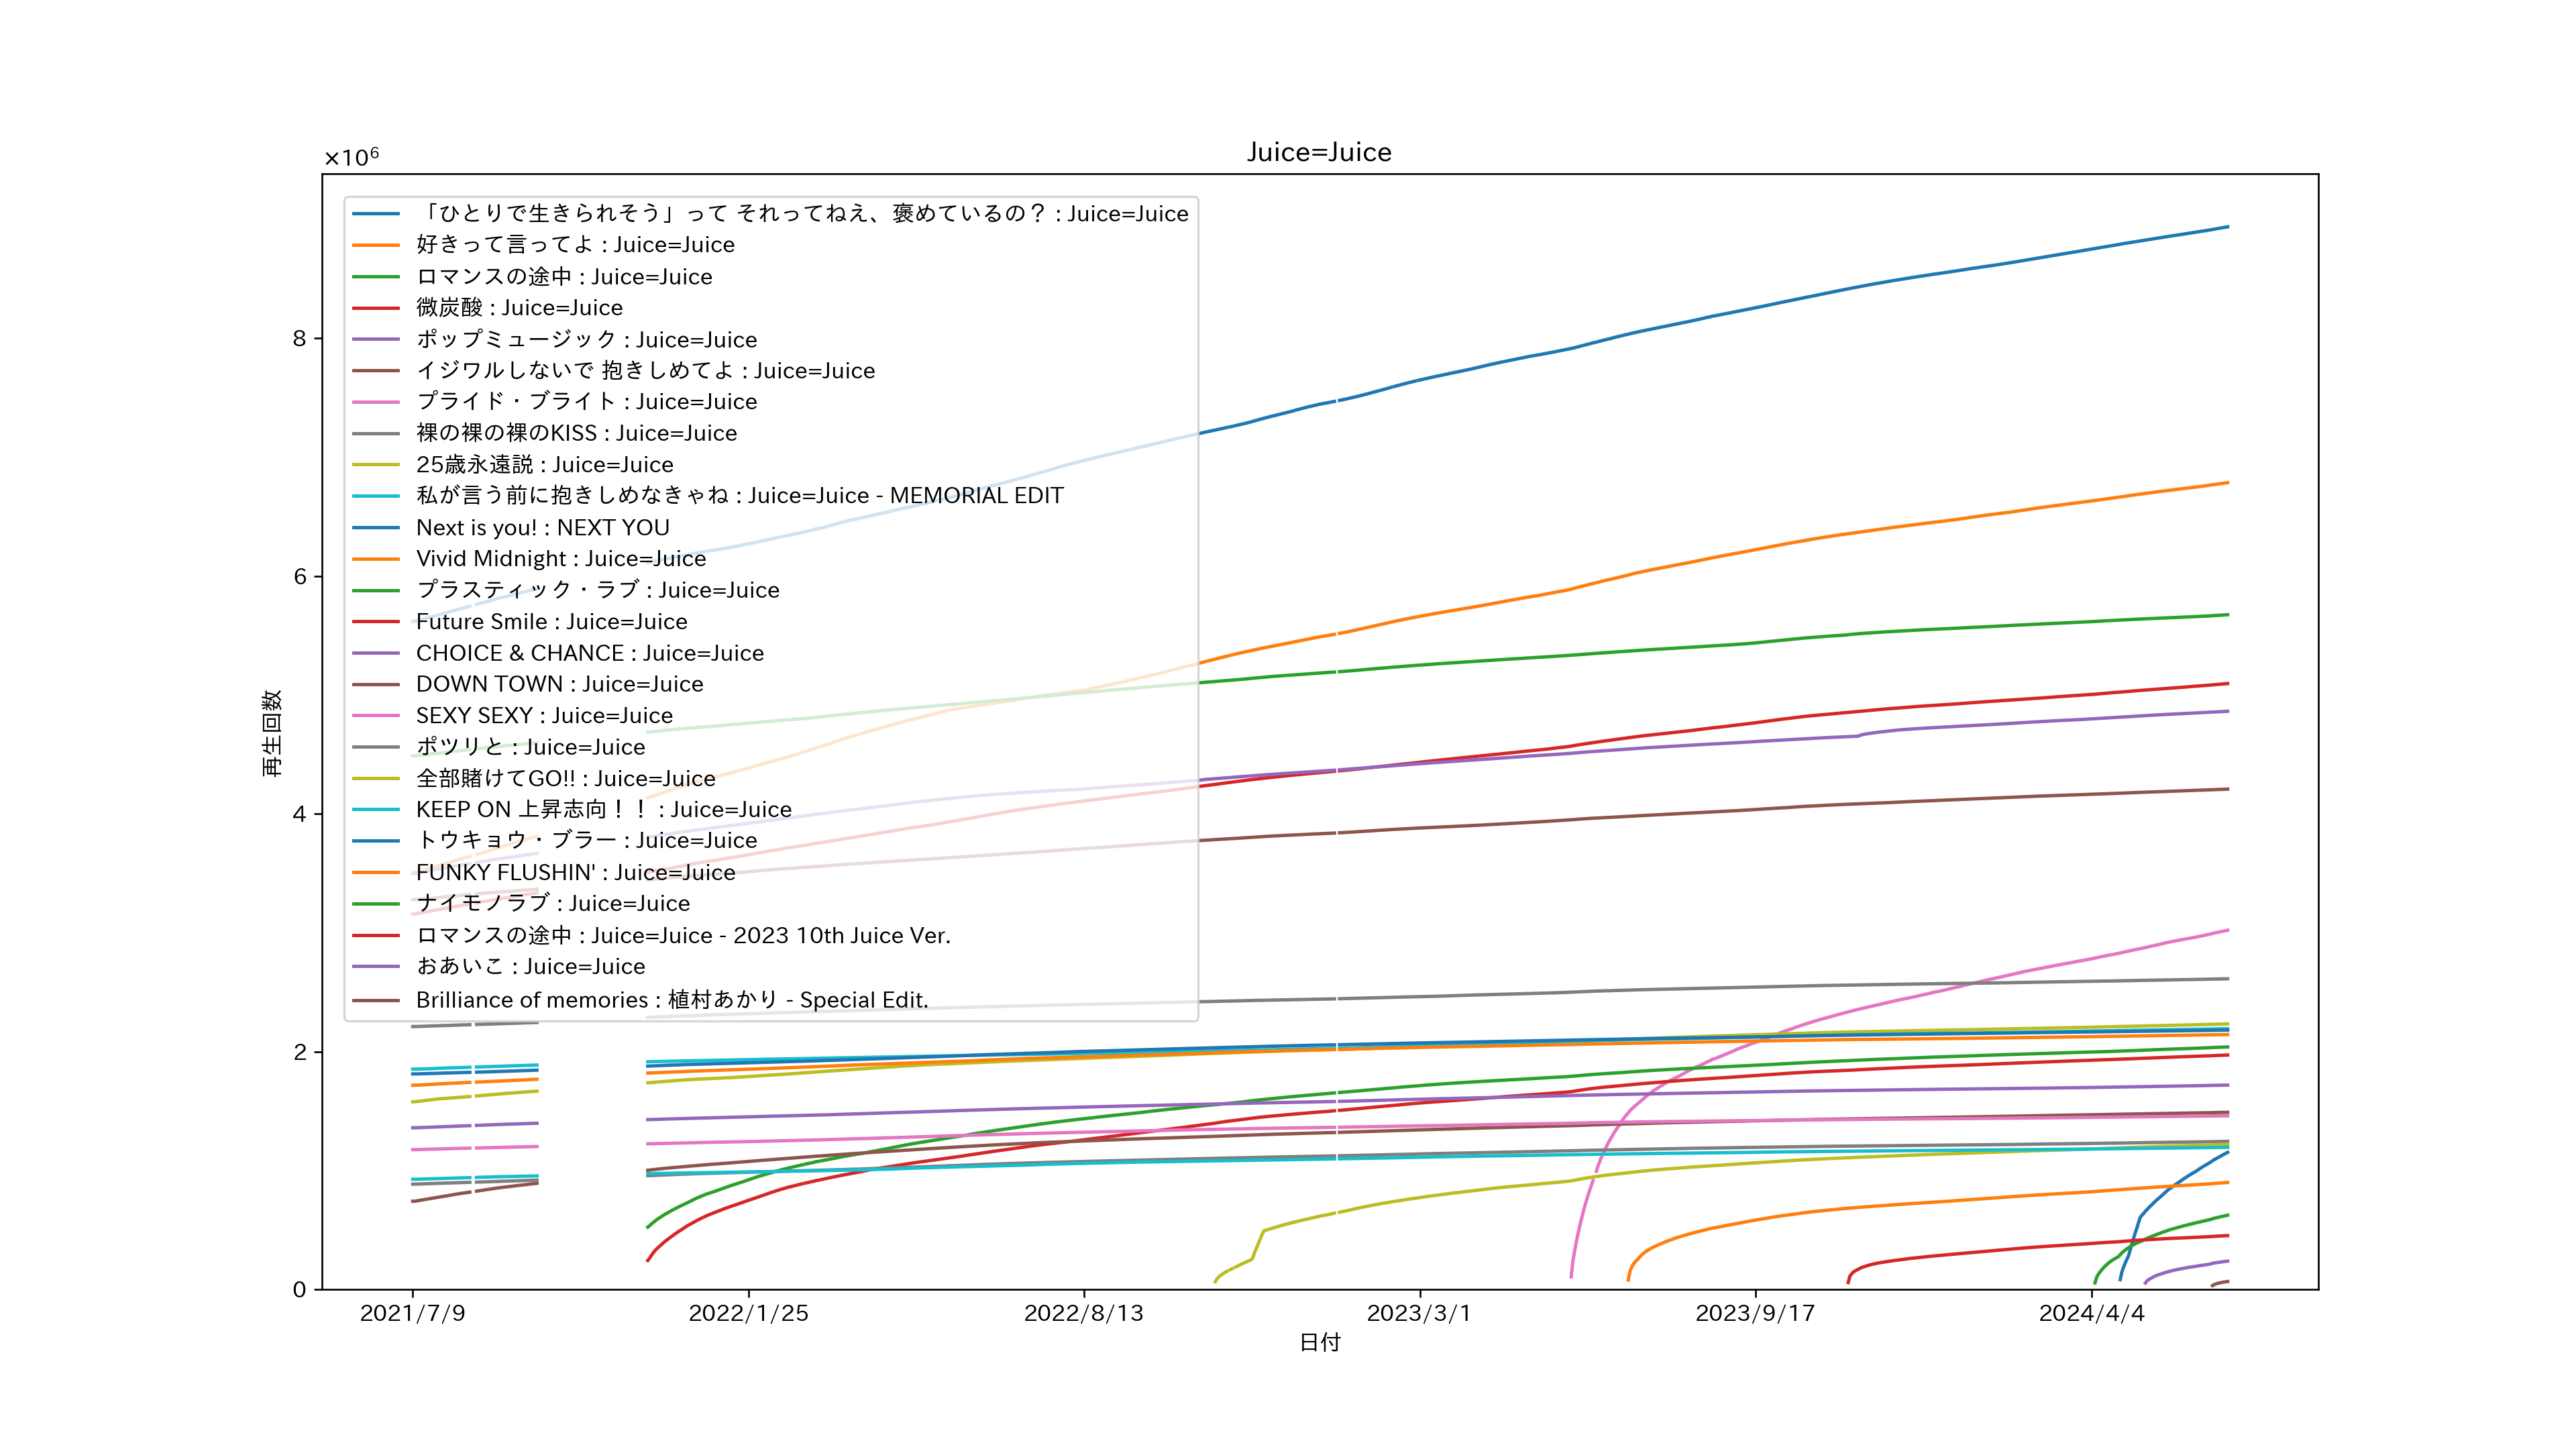 Juice=Juice
×10⁶
「ひとりで生きられそう」って それってねえ、褒めているの？ : Juice=Juice
好きって言ってよ : Juice=Juice
ロマンスの途中 : Juice=Juice
微炭酸 : Juice=Juice
ポップミュージック : Juice=Juice
イジワルしないで 抱きしめてよ : Juice=Juice
プライド・ブライト : Juice=Juice
裸の裸の裸のKISS : Juice=Juice
25歳永遠説 : Juice=Juice
私が言う前に抱きしめなきゃね : Juice=Juice - MEMORIAL EDIT
Next is you! : NEXT YOU
Vivid Midnight : Juice=Juice
プラスティック・ラブ : Juice=Juice
Future Smile : Juice=Juice
CHOICE & CHANCE : Juice=Juice
DOWN TOWN : Juice=Juice
SEXY SEXY : Juice=Juice
ポツリと : Juice=Juice
全部賭けてGO!! : Juice=Juice
KEEP ON 上昇志向！！ : Juice=Juice
トウキョウ・ブラー : Juice=Juice
FUNKY FLUSHIN' : Juice=Juice
ナイモノラブ : Juice=Juice
ロマンスの途中 : Juice=Juice - 2023 10th Juice Ver.
おあいこ : Juice=Juice
Brilliance of memories : 植村あかり - Special Edit.
8
6
4
2
0
再生回数
2021/7/9
2022/1/25
2022/8/13
2023/3/1
2023/9/17
2024/4/4
日付